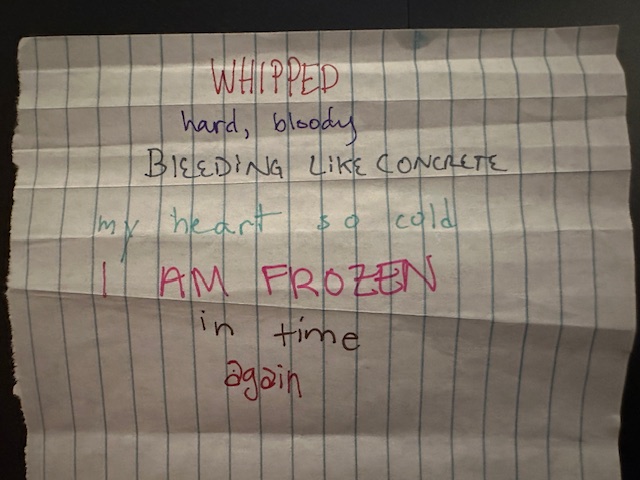 WHIPPED
hard, bloody
BLEEDING LIKE CONCRETE
my heart so cold
I AM FROZEN
in time
again